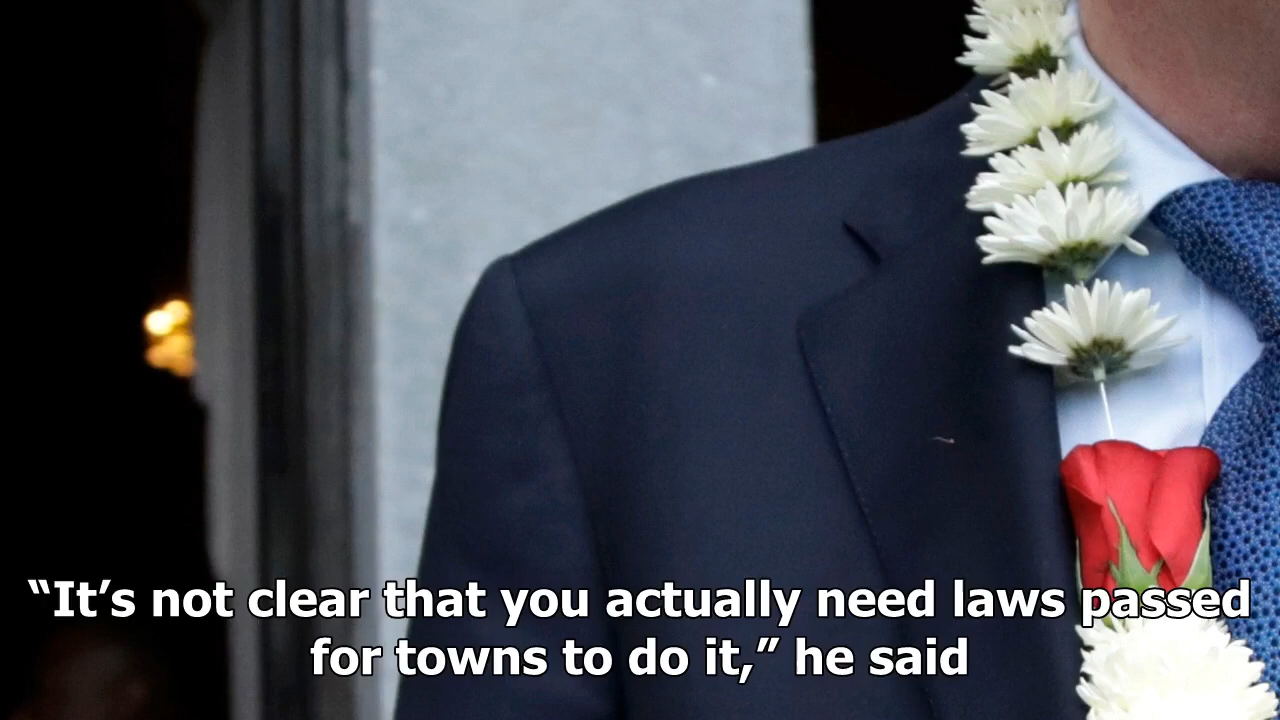 “It’s not clear that you actually need laws passed
for towns to do it,” he said